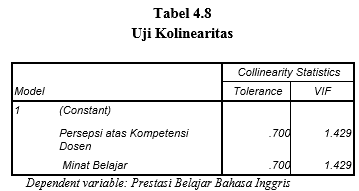 Tabel 4.8
Uji Kolinearitas
Model Collinearity Statistics
Tolerance VIF
1 (Constant)
Persepsi atas Kompetensi Dosen .700 1.429
Minat Belajar .700 1.429
Dependent variable: Prestasi Belajar Bahasa Inggris